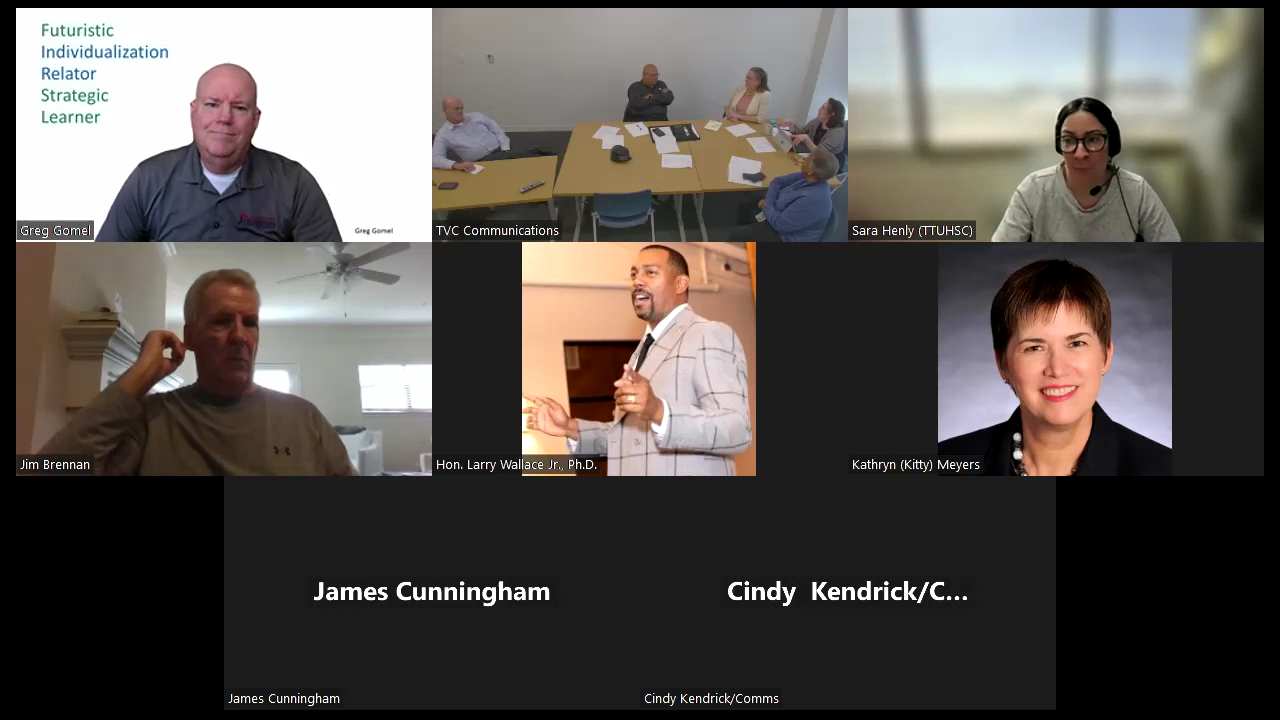 Futuristic
Individualization
Relator
Strategic
Learner
Greg Gomel
Greg Gomel
TVC Communications
Sara Henly (TTUHSC)
Jim Brennan
Hon. Larry Wallace Jr., Ph.D.
Kathryn (Kitty) Meyers
James Cunningham
Cindy Kendrick/C...
James Cunningham
Cindy Kendrick/Comms